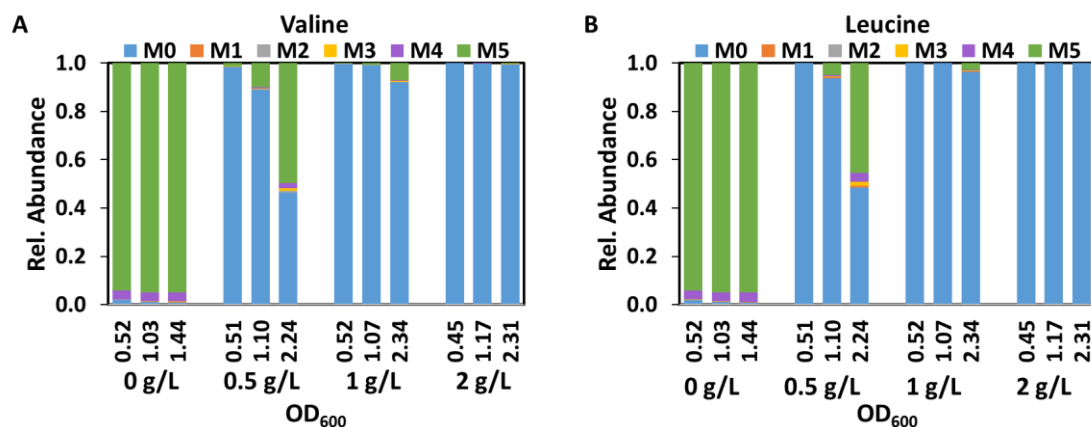 A
Valine
M0 M1 M2 M3 M4 M5
Rel. Abundance
1.0
0.8
0.6
0.4
0.2
0.0
0.52 1.03 1.44 0.51 1.10 2.24 0.52 1.07 2.34 0.45 1.17 2.31
0 g/L 0.5 g/L 1 g/L 2 g/L
OD600
B
Leucine
M0 M1 M2 M3 M4 M5
Rel. Abundance
1.0
0.8
0.6
0.4
0.2
0.0
0.52 1.03 1.44 0.51 1.10 2.24 0.52 1.07 2.34 0.45 1.17 2.31
0 g/L 0.5 g/L 1 g/L 2 g/L
OD600